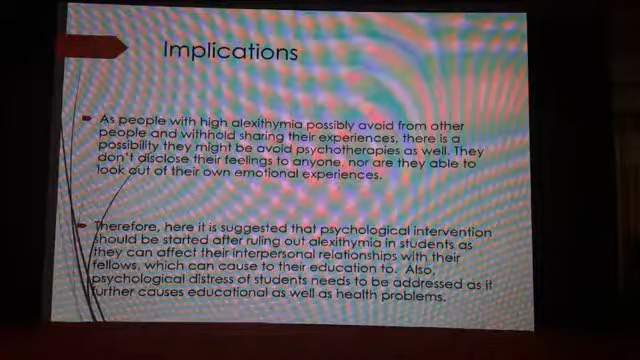 Implications
As people with high alexithymia possibly avoid from other
people and withhold sharing their experiences, there is a
possibility they might be avoid psychotherapies as well. They
don't disclose their feelings to anyone, nor are they able to
look out of their own emotional experiences.
Therefore, here it is suggested that psychological intervention
should be started after ruling out alexithymia in students as
they can affect their interpersonal relationships with their
fellows, which can cause to their education to. Also,
psychological distress of students needs to be addressed as it
further causes educational as well as health problems.